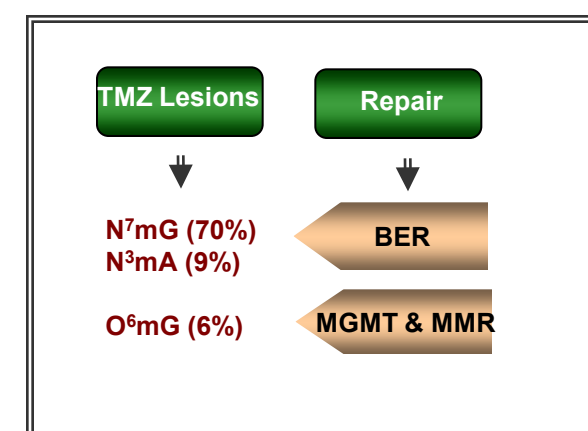 TMZ Lesions
Repair
N⁷mG (70%)
N³mA (9%)
BER
O⁶mG (6%)
MGMT & MMR